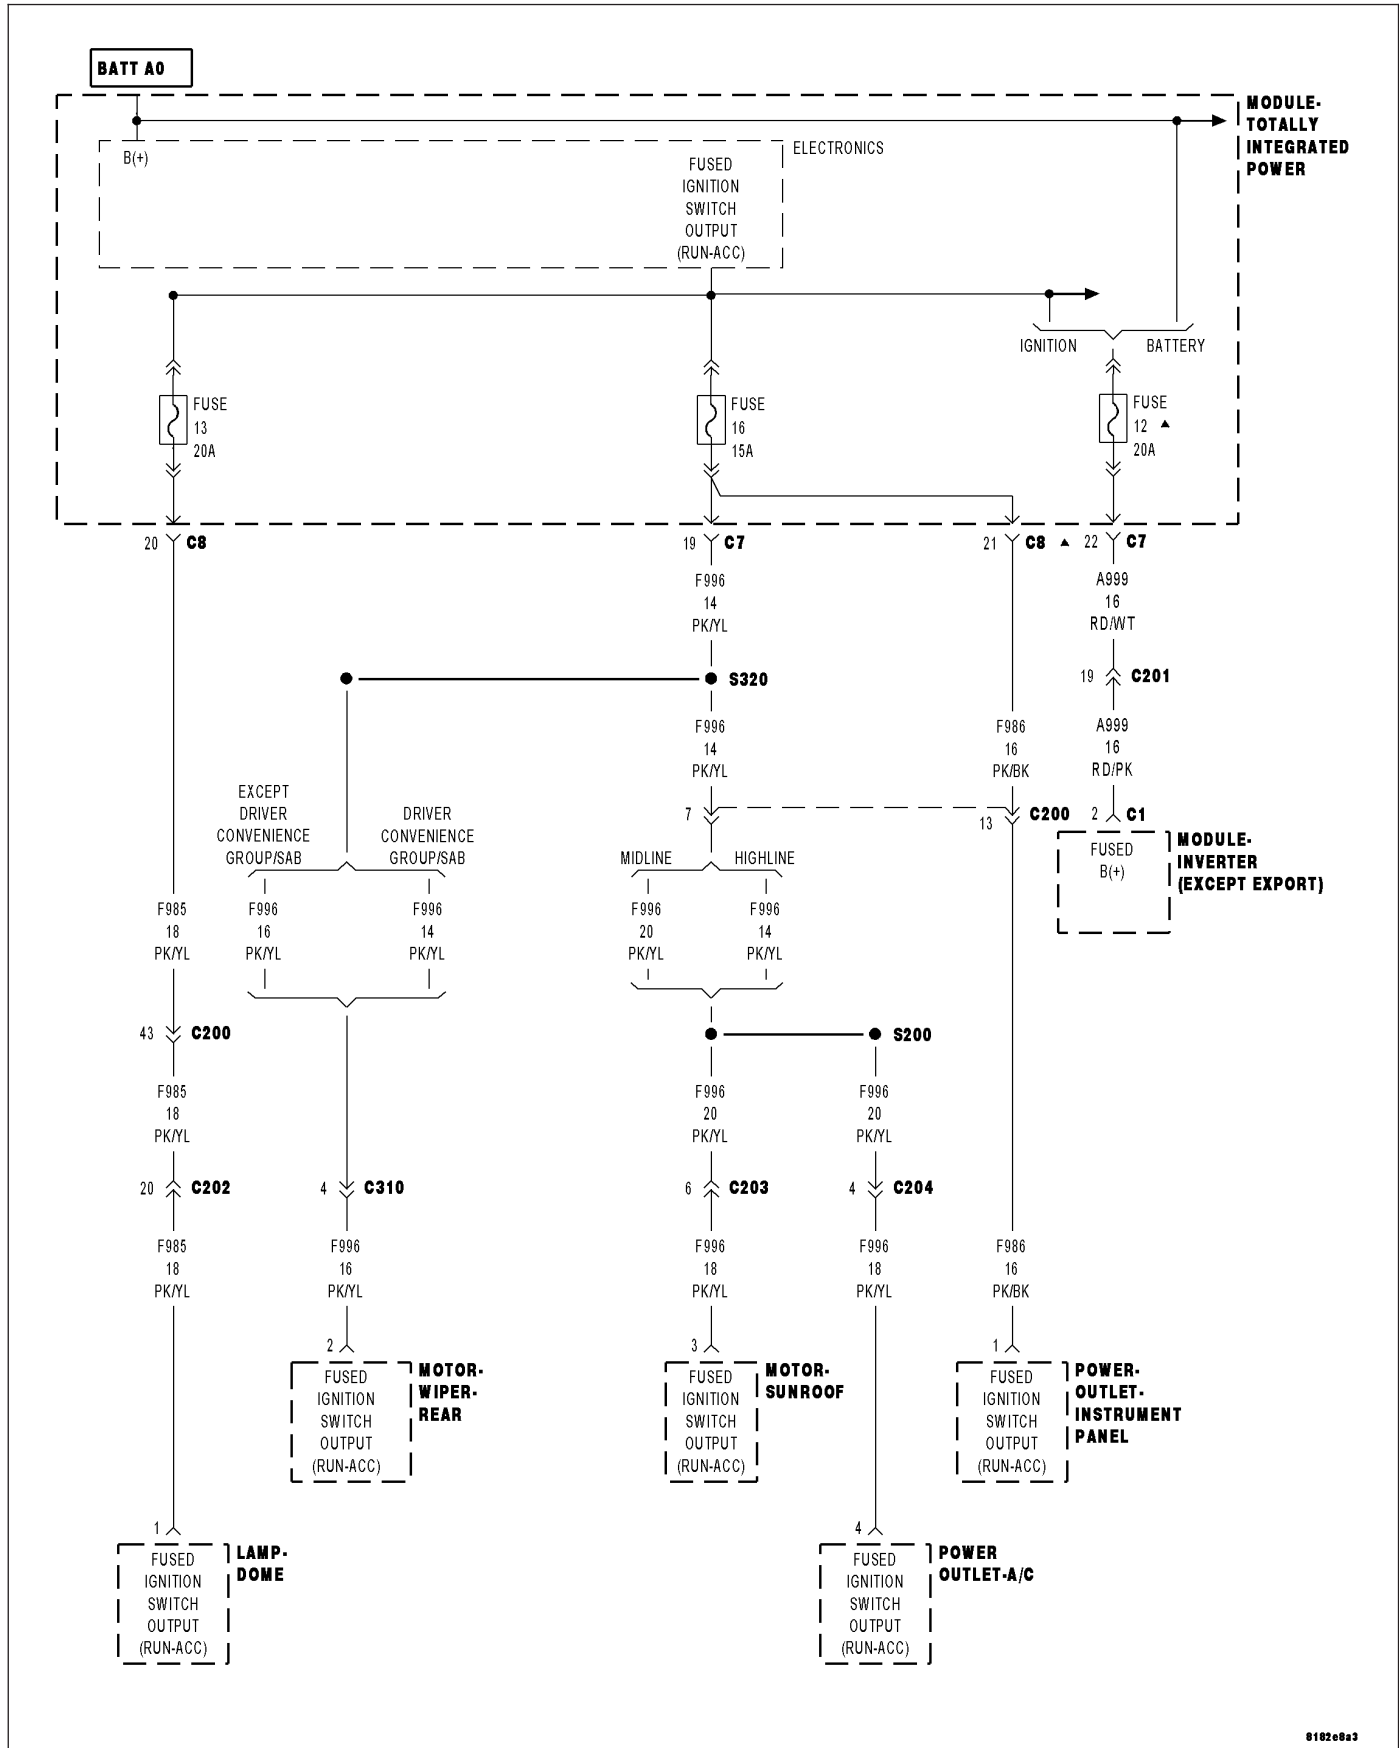 BATT A0
MODULE-
TOTALLY
INTEGRATED
POWER
B(+)
ELECTRONICS
FUSED
IGNITION
SWITCH
OUTPUT
(RUN-ACC)
IGNITION
BATTERY
FUSE
13
20A
FUSE
16
15A
FUSE
12 ▲
20A
20 C8
19 C7
21 C8
▲ 22 C7
F996
14
PK/YL
A999
16
RD/WT
S320
19 C201
F996
14
PK/YL
F986
16
PK/BK
A999
16
RD/PK
7
13 C200
2 C1
FUSED
B(+)
MODULE-
INVERTER
(EXCEPT EXPORT)
EXCEPT
DRIVER
CONVENIENCE
GROUP/SAB
DRIVER
CONVENIENCE
GROUP/SAB
MIDLINE
HIGHLINE
F985
18
PK/YL
F996
16
PK/YL
F996
14
PK/YL
F996
20
PK/YL
F996
14
PK/YL
43 C200
S200
F985
18
PK/YL
F996
20
PK/YL
F996
20
PK/YL
20 C202
4 C310
6 C203
4 C204
F985
18
PK/YL
F996
16
PK/YL
F996
18
PK/YL
F996
18
PK/YL
F986
16
PK/BK
2
FUSED
IGNITION
SWITCH
OUTPUT
(RUN-ACC)
MOTOR-
WIPER-
REAR
3
FUSED
IGNITION
SWITCH
OUTPUT
(RUN-ACC)
MOTOR-
SUNROOF
1
FUSED
IGNITION
SWITCH
OUTPUT
(RUN-ACC)
POWER-
OUTLET-
INSTRUMENT
PANEL
1
FUSED
IGNITION
SWITCH
OUTPUT
(RUN-ACC)
LAMP-
DOME
4
FUSED
IGNITION
SWITCH
OUTPUT
(RUN-ACC)
POWER
OUTLET-A/C
8182e8a3